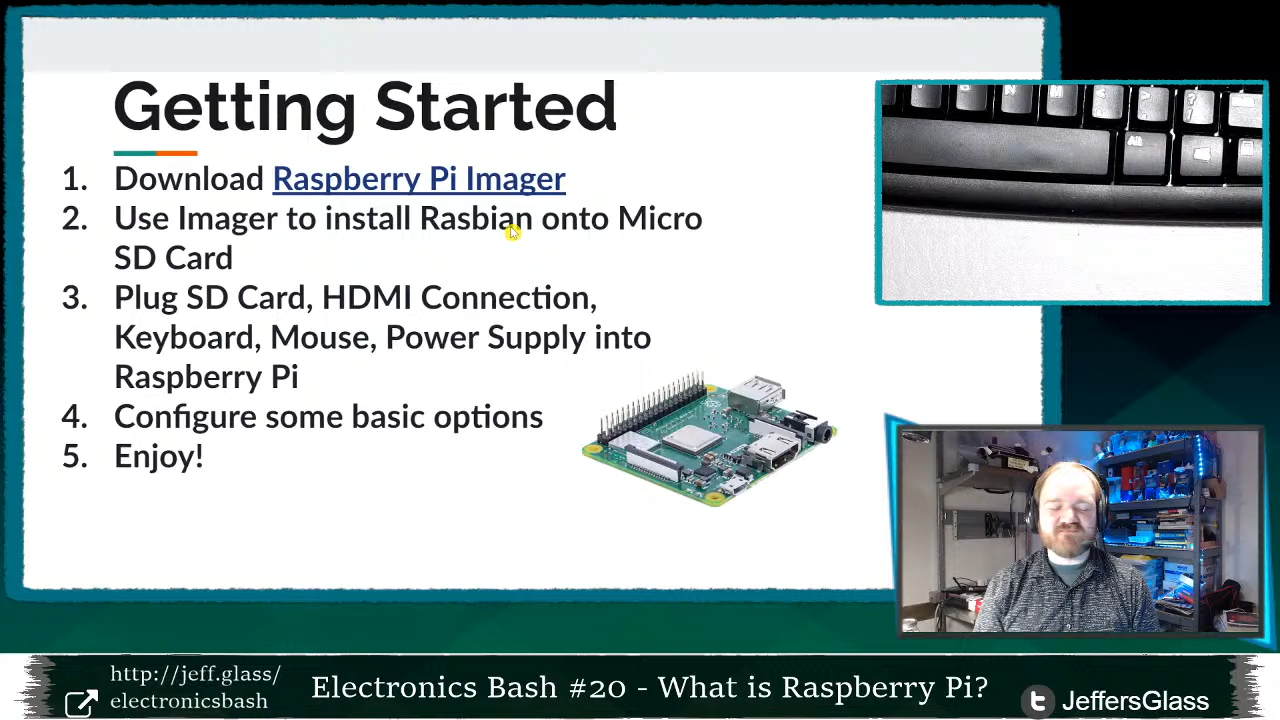 Getting Started
1. Download Raspberry Pi Imager
2. Use Imager to install Rasbian onto Micro
SD Card
3. Plug SD Card, HDMI Connection,
Keyboard, Mouse, Power Supply into
Raspberry Pi
4. Configure some basic options
5. Enjoy!
Alt
http://jeff.glass/
electronicsbash
Electronics Bash #20 - What is Raspberry Pi?
JeffersGlass